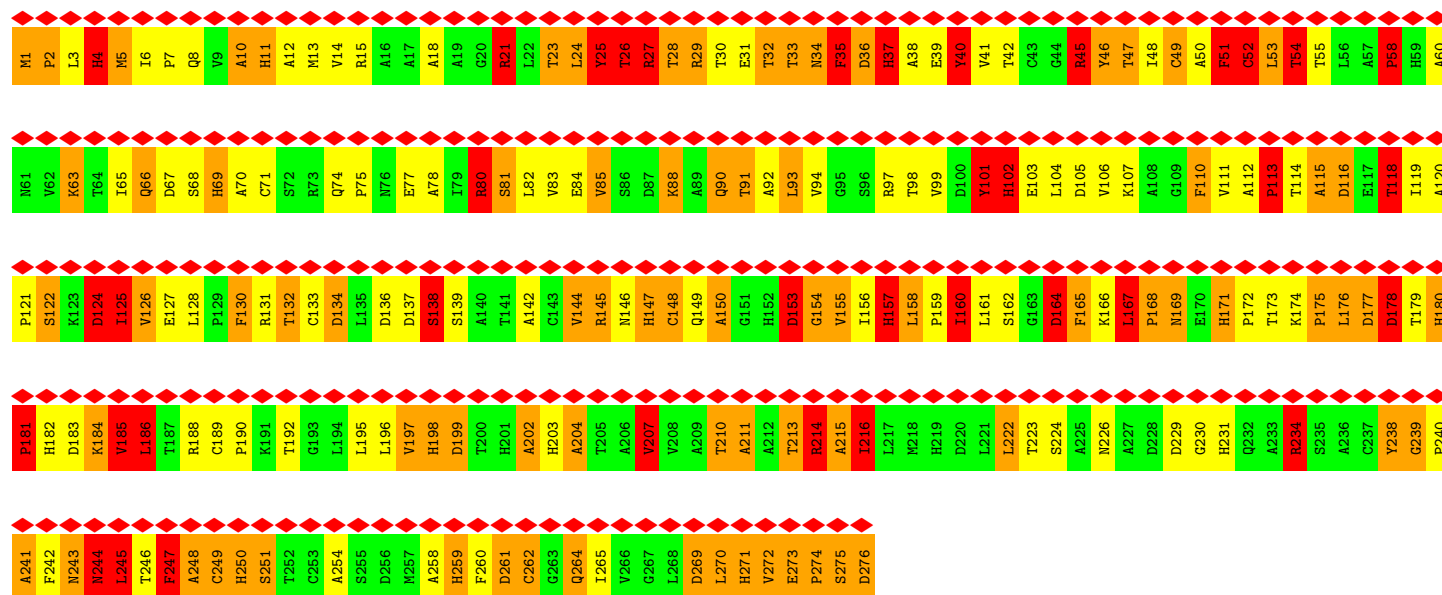 M1 P2 L3 H4 M5 I6 P7 Q8 V9 A10 H11 A12 M13 V14 R15 A16 A17 A18 A19 G20 R21 L22 T23 L24 Y25 T26 R27 T28 R29 T30 E31 T32 T33 N34 F35 D36 H37 A38 E39 Y40 V41 T42 C43 G44 R45 Y46 T47 I48 C49 A50 F51 C52 L53 T54 T55 L56 A57 P58 H59 A60
N61 V62 K63 T64 I65 Q66 D67 S68 H69 A70 C71 S72 R73 Q74 P75 N76 E77 A78 I79 R80 S81 L82 V83 E84 V85 S86 D87 K88 A89 Q90 T91 A92 L93 V94 G95 S96 R97 T98 V99 D100 Y101 H102 E103 L104 D105 V106 K107 A108 G109 F110 V111 A112 P113 T114 A115 D116 E117 T118 I119 A120
P121 S122 K123 D124 I125 V126 E127 L128 P129 F130 R131 T132 C133 D134 L135 D136 D137 S138 S139 A140 T141 A142 C143 V144 R145 N146 H147 C148 Q149 A150 G151 H152 D153 G154 V155 I156 H157 L158 P159 I160 L161 S162 G163 D164 F165 K166 L167 P168 N169 E170 H171 P172 T173 K174 P175 L176 D177 D178 T179 H180
P181 H182 D183 K184 V185 L186 T187 R188 C189 P190 K191 T192 G193 L194 L195 L196 V197 H198 D199 T200 H201 A202 H203 A204 T205 A206 V207 V208 A209 T210 A211 A212 T213 R214 A215 I216 L217 M218 H219 D220 L221 L222 T223 S224 A225 N226 A227 D228 D229 G230 H231 Q232 A233 R234 S235 A236 C237 Y238 G239 P240
A241 F242 N243 N244 L245 T246 F247 A248 C249 H250 S251 T252 C253 A254 S255 D256 M257 A258 H259 F260 D261 C262 G263 Q264 I265 V266 G267 L268 D269 L270 H271 V272 E273 P274 S275 D276